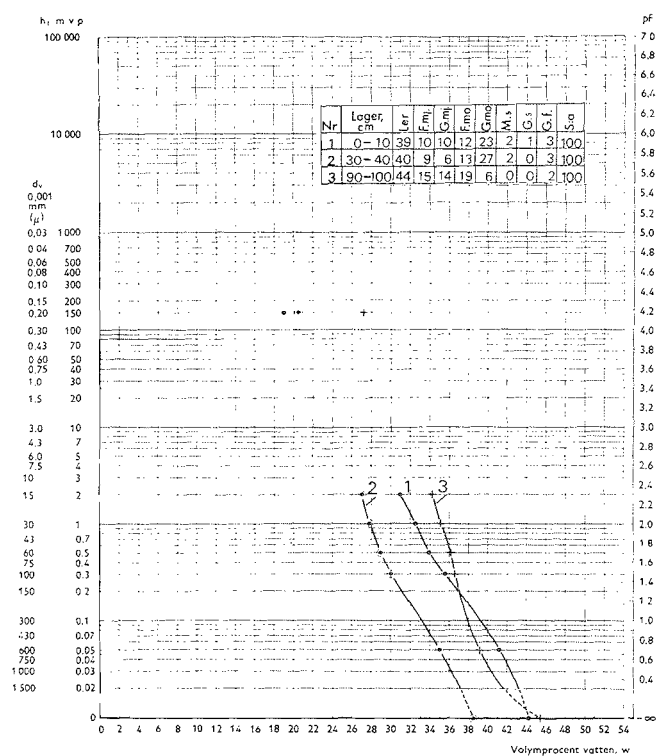 h, m v p
pF
100 000
7 0
6,8
6,6
6,4
6,2
10 000
6,0
5,8
5,6
5,4
5,2
Nr Lager, cm Ler F.mj. G.mj. F.mo G.mo M.s G.s G.f. S:a
1 0-10 39 10 10 12 23 2 1 3 100
2 30-40 40 9 6 13 27 2 0 3 100
3 90-100 44 15 14 19 6 0 0 2 100
dv
0,001
mm
(μ)
0,03 1 000 5,0
0,04 700
0,06 500 4,8
0,08 400
0,10 300 4,6
0,15 200 4,4
0,20 150 4,2
0,30 100 4,0
0,43 70 3,8
0,60 50
0,75 40 3,6
1,0 30
3,4
1,5 20
3,2
3,0 10 3,0
4,3 7 2,8
6,0 5
7,5 4 2,6
10 3
2,4
15 2
2,2
2 1 3
30 1 2,0
43 0,7 1,8
60 0,5
75 0,4 1,6
100 0,3
1,4
150 0,2
1,2
300 0,1 1,0
430 0,07 0,8
600 0,05
750 0,04 0,6
1 000 0,03
0,4
1 500 0,02
0 -∞
0 2 4 6 8 10 12 14 16 18 20 22 24 26 28 30 32 34 36 38 40 42 44 46 48 50 52 54
Volymprocent vatten, w